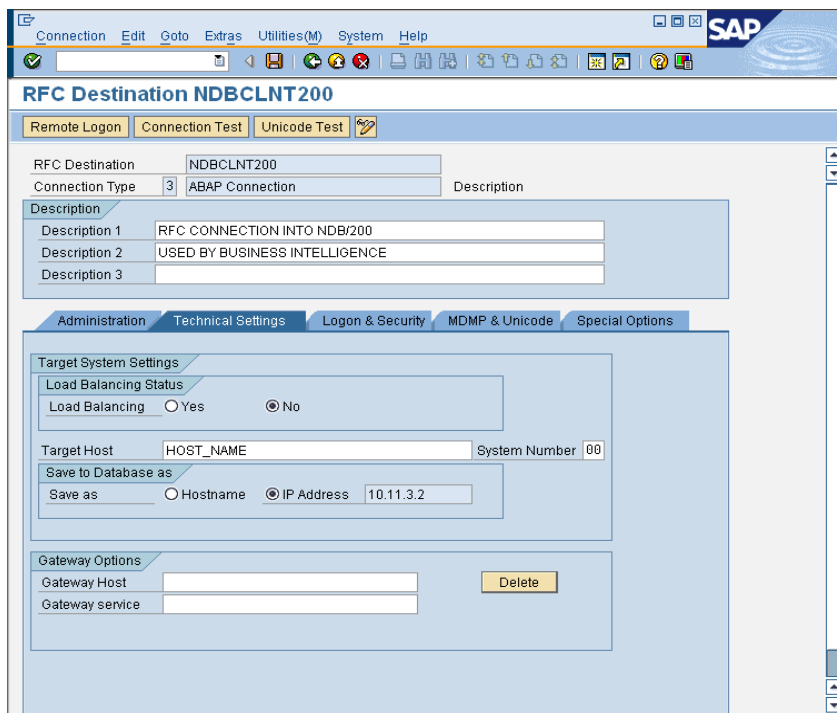 Connection Edit Goto Extras Utilities(M) System Help
SAP
RFC Destination NDBCLNT200
Remote Logon Connection Test Unicode Test
RFC Destination NDBCLNT200
Connection Type 3 ABAP Connection Description
Description
Description 1 RFC CONNECTION INTO NDB/200
Description 2 USED BY BUSINESS INTELLIGENCE
Description 3
Administration Technical Settings Logon & Security MDMP & Unicode Special Options
Target System Settings
Load Balancing Status
Load Balancing Yes No
Target Host HOST_NAME System Number 00
Save to Database as
Save as Hostname IP Address 10.11.3.2
Gateway Options
Gateway Host Delete
Gateway service